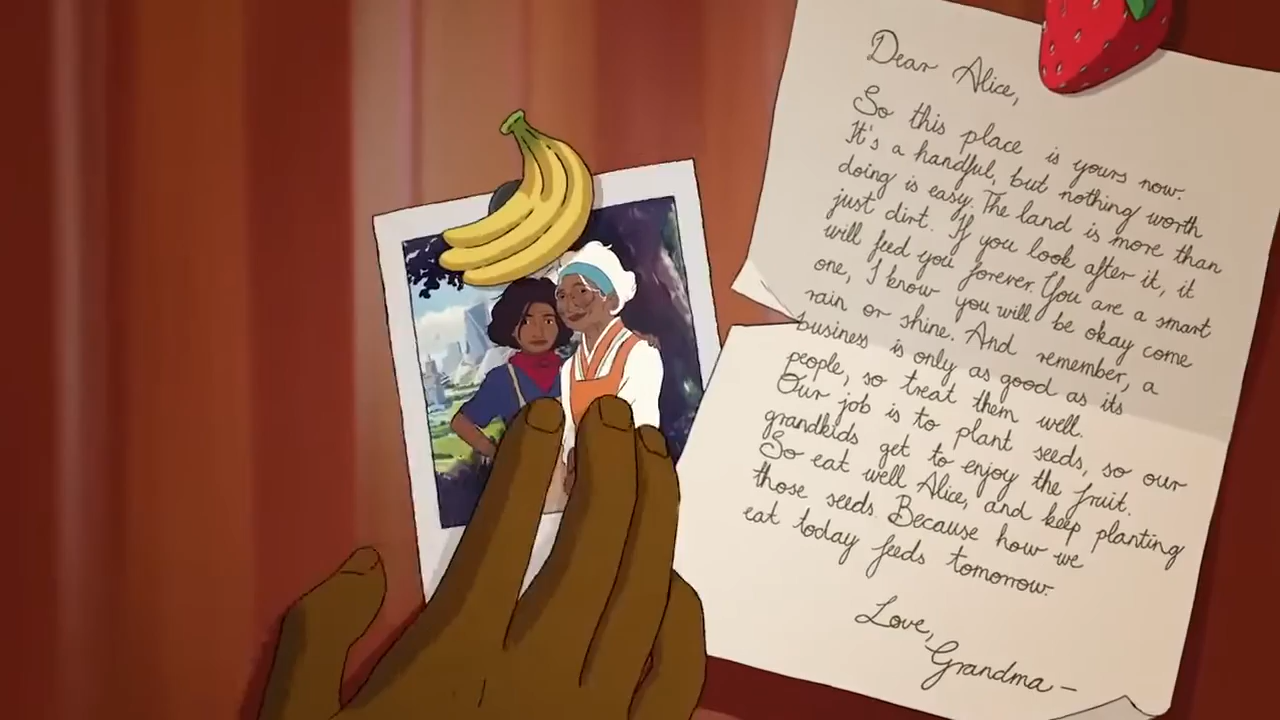 Dear Alice,
So this place is yours now.
It's a handful, but nothing worth
doing is easy. The land is more than
just dirt. If you look after it, it
will feed you forever. You are a smart
one, I know you will be okay come
rain or shine. And remember, a
business is only as good as its
people, so treat them well.
Our job is to plant seeds, so our
grandkids get to enjoy the fruit.
So eat well Alice, and keep planting
those seeds. Because how we
eat today feeds tomorrow.
Love,
Grandma -